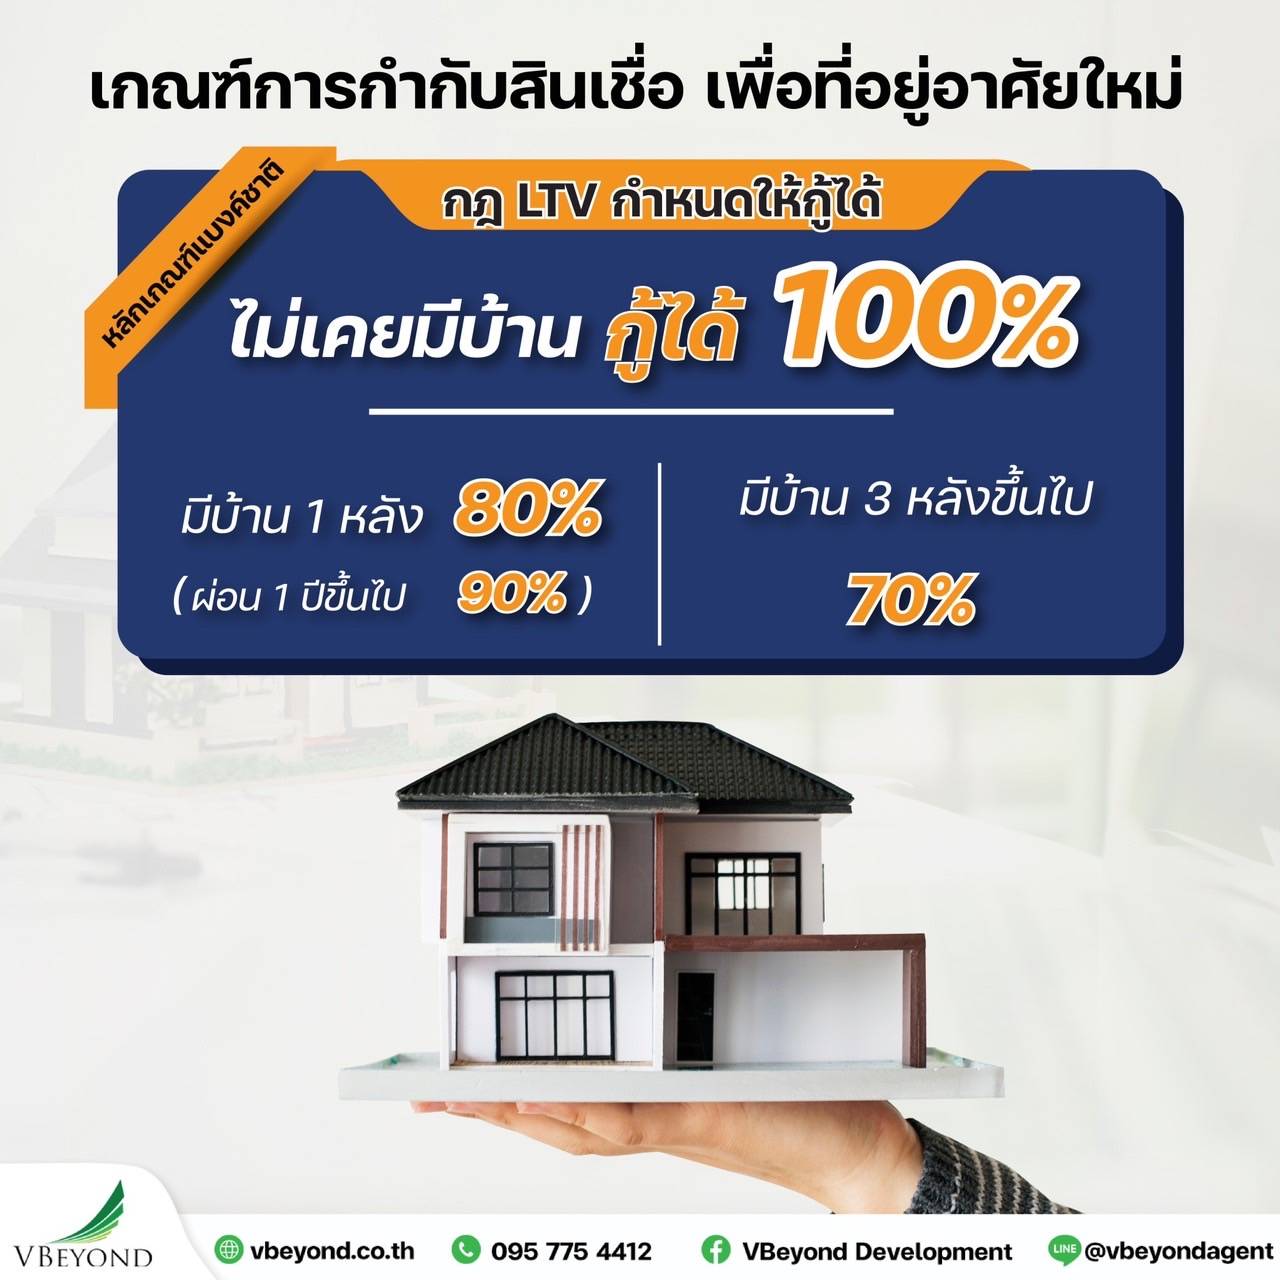 เกณฑ์การกำกับสินเชื่อ เพื่อที่อยู่อาศัยใหม่
หลักเกณฑ์แบงค์ชาติ
กฎ LTV กำหนดให้กู้ได้
ไม่เคยมีบ้าน กู้ได้ 100%
มีบ้าน 1 หลัง 80%
(ผ่อน 1 ปีขึ้นไป 90%)
มีบ้าน 3 หลังขึ้นไป
70%
VBEYOND
vbeyond.co.th
095 775 4412
VBeyond Development
LINE
@vbeyondagent